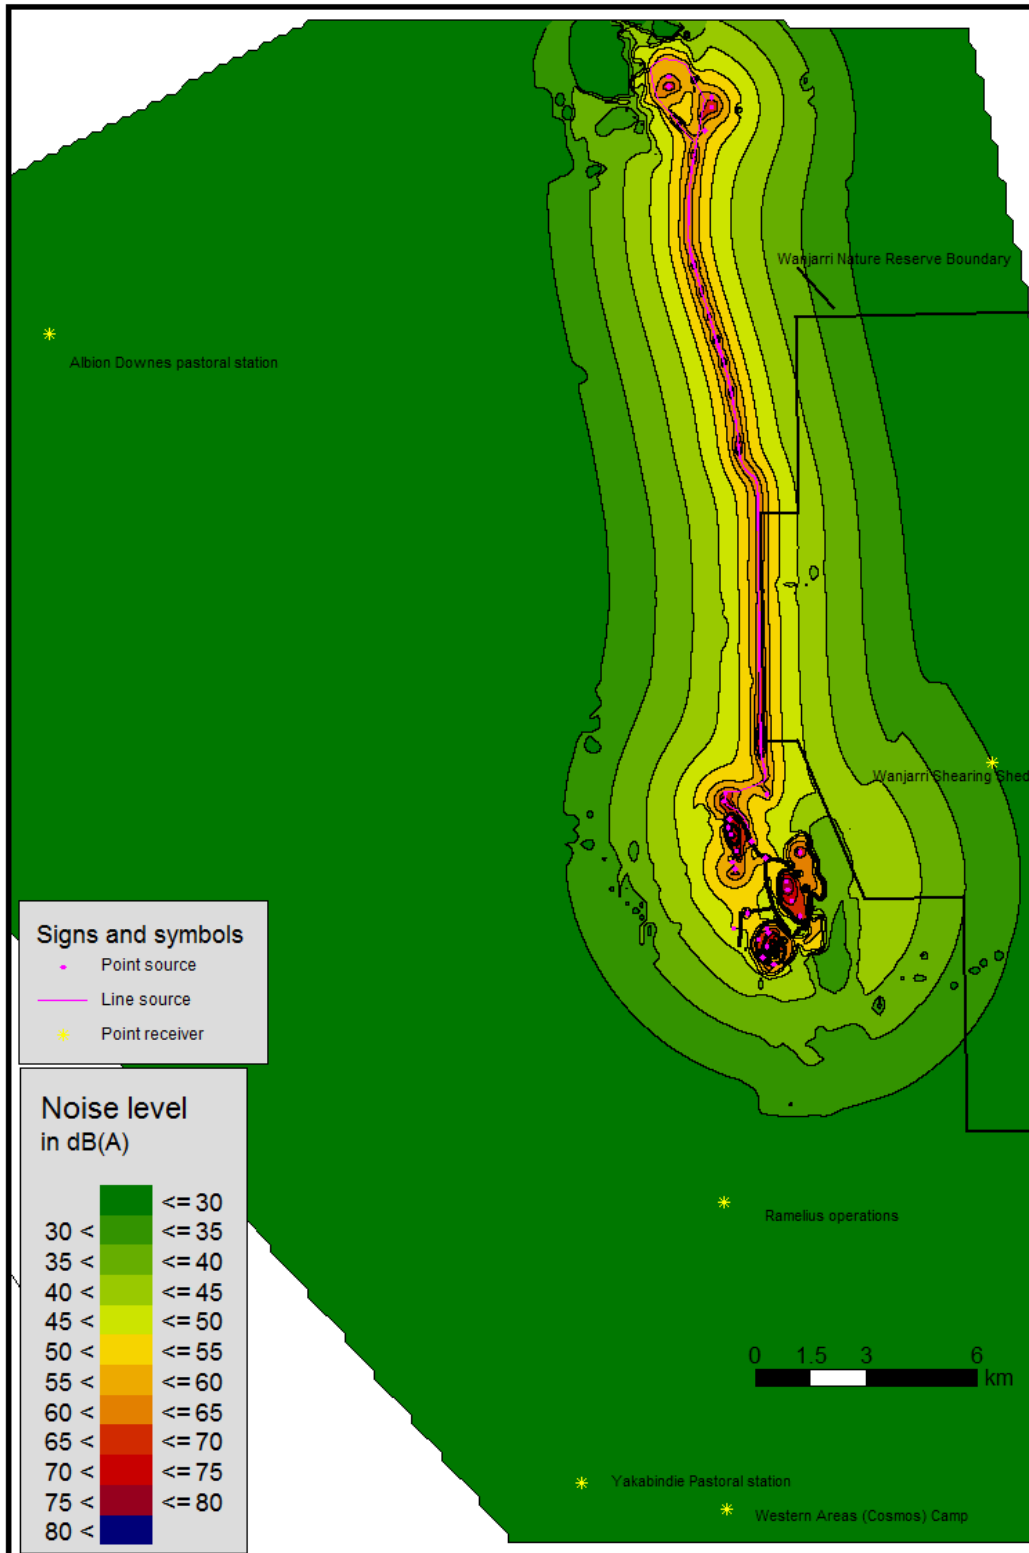 Wanjarri Nature Reserve Boundary
Albion Downes pastoral station
Wanjarri Shearing Shed
Signs and symbols
Point source
Line source
Point receiver
Noise level
in dB(A)
<= 30
30 < <= 35
35 < <= 40
40 < <= 45
45 < <= 50
50 < <= 55
55 < <= 60
60 < <= 65
65 < <= 70
70 < <= 75
75 < <= 80
80 <
Ramelius operations
0 1.5 3 6
km
Yakabindie Pastoral station
Western Areas (Cosmos) Camp